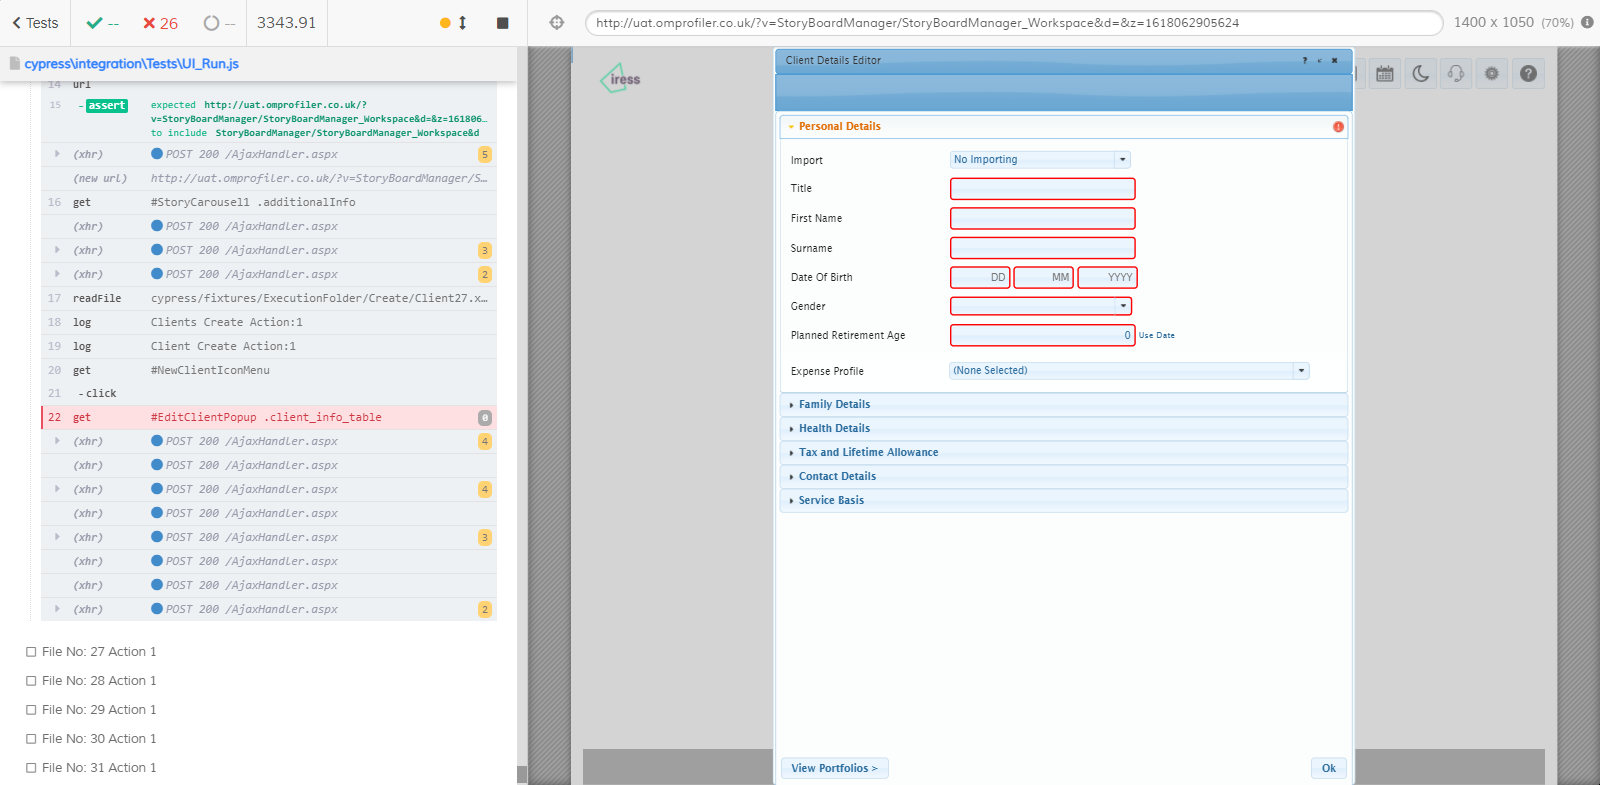 Tests
--
26
--
3343.91
http://uat.omprofiler.co.uk/?v=StoryBoardManager/StoryBoardManager_Workspace&d=&z=1618062905624
1400 x 1050 (70%)
cypress\integration\Tests\UI_Run.js
14 url
15 -assert expected http://uat.omprofiler.co.uk/?
v=StoryBoardManager/StoryBoardManager_Workspace&d=&z=161806...
to include StoryBoardManager/StoryBoardManager_Workspace&d
(xhr) POST 200 /AjaxHandler.aspx 5
(new url) http://uat.omprofiler.co.uk/?v=StoryBoardManager/S...
16 get #StoryCarousel1 .additionalInfo
(xhr) POST 200 /AjaxHandler.aspx
(xhr) POST 200 /AjaxHandler.aspx 3
(xhr) POST 200 /AjaxHandler.aspx 2
17 readFile cypress/fixtures/ExecutionFolder/Create/Client27.x...
18 log Clients Create Action:1
19 log Client Create Action:1
20 get #NewClientIconMenu
21 -click
22 get #EditClientPopup .client_info_table 0
(xhr) POST 200 /AjaxHandler.aspx 4
(xhr) POST 200 /AjaxHandler.aspx
(xhr) POST 200 /AjaxHandler.aspx 4
(xhr) POST 200 /AjaxHandler.aspx
(xhr) POST 200 /AjaxHandler.aspx 3
(xhr) POST 200 /AjaxHandler.aspx
(xhr) POST 200 /AjaxHandler.aspx
(xhr) POST 200 /AjaxHandler.aspx 2
File No: 27 Action 1
File No: 28 Action 1
File No: 29 Action 1
File No: 30 Action 1
File No: 31 Action 1
iress
Client Details Editor
Personal Details
Import No Importing
Title
First Name
Surname
Date Of Birth DD MM YYYY
Gender
Planned Retirement Age 0 Use Date
Expense Profile (None Selected)
Family Details
Health Details
Tax and Lifetime Allowance
Contact Details
Service Basis
View Portfolios >
Ok